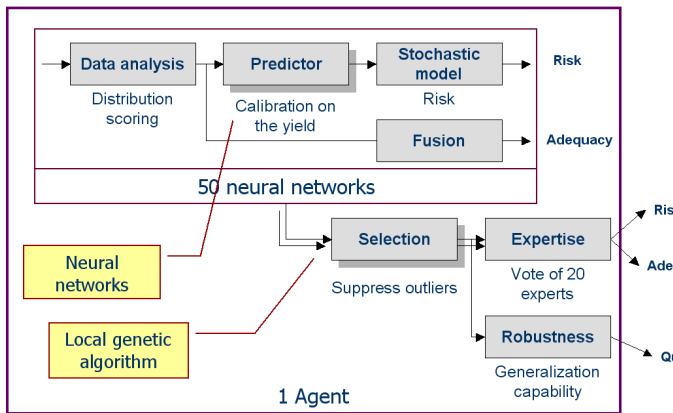 Data analysis
Predictor
Stochastic
model
Risk
Distribution
scoring
Calibration on
the yield
Risk
Fusion
Adequacy
50 neural networks
Selection
Expertise
Suppress outliers
Vote of 20
experts
Neural
networks
Local genetic
algorithm
Robustness
Generalization
capability
1 Agent